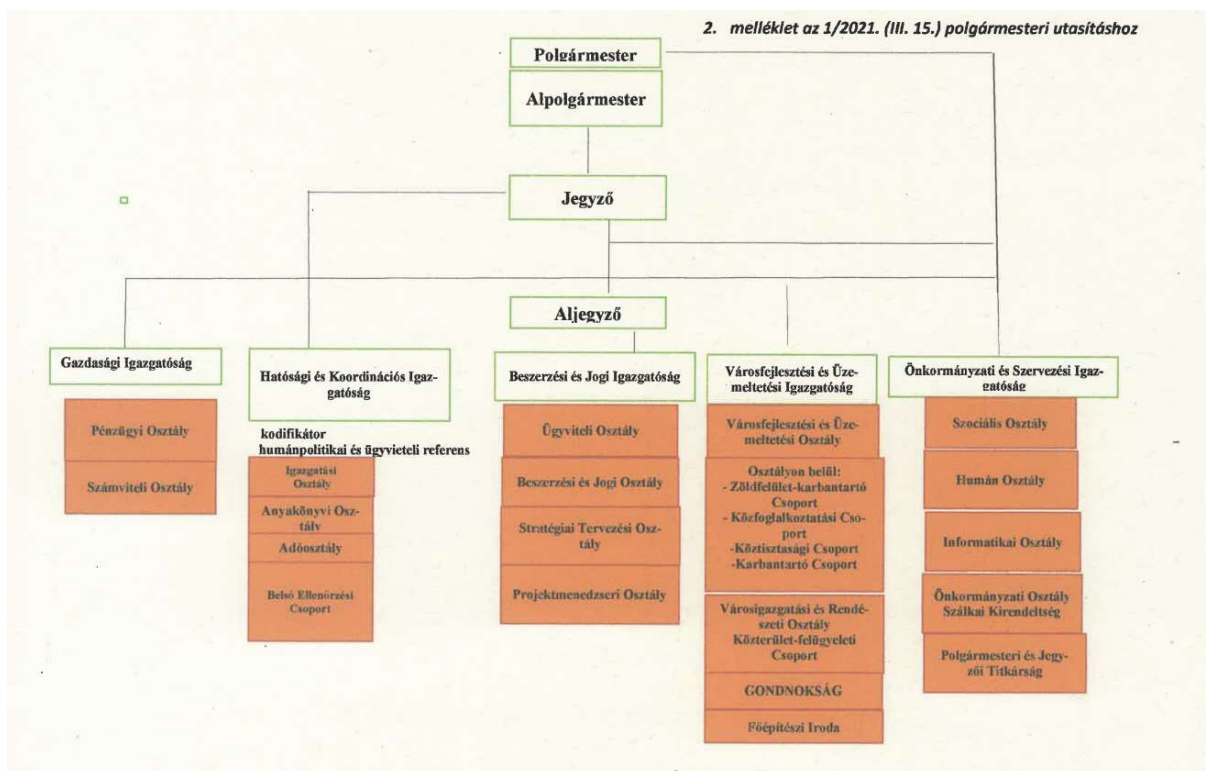 2. melléklet az 1/2021. (III. 15.) polgármesteri utasításhoz
Polgármester
Alpolgármester
Jegyző
Aljegyző
Gazdasági Igazgatóság
Pénzügyi Osztály
Számviteli Osztály
Hatósági és Koordinációs Igaz-
gatóság
kodifikátor
humánpolitikai és ügyvieteli referens
Igazgatási
Osztály
Anyakönyvi Osz-
tály
Adóosztály
Belső Ellenőrzési
Csoport
Beszerzési és Jogi Igazgatóság
Ügyviteli Osztály
Beszerzési és Jogi Osztály
Stratégiai Tervezési Osz-
tály
Projektmenedzseri Osztály
Városfejlesztési és Üze-
meltetési Igazgatóság
Városfejlesztési és Üze-
meltetési Osztály
Osztályon belül:
- Zöldfelület-karbantartó
Csoport
- Közfoglalkoztatási Cso-
port
-Köztisztasági Csoport
-Karbantartó Csoport
Városigazgatási és Rendé-
szeti Osztály
Közterület-felügyeleti
Csoport
GONDNOKSÁG
Főépítészi Iroda
Önkormányzati és Szervezési Igaz-
gatóság
Szociális Osztály
Humán Osztály
Informatikai Osztály
Önkormányzati Osztály
Szálkai Kirendeltség
Polgármesteri és Jegy-
zői Titkárság